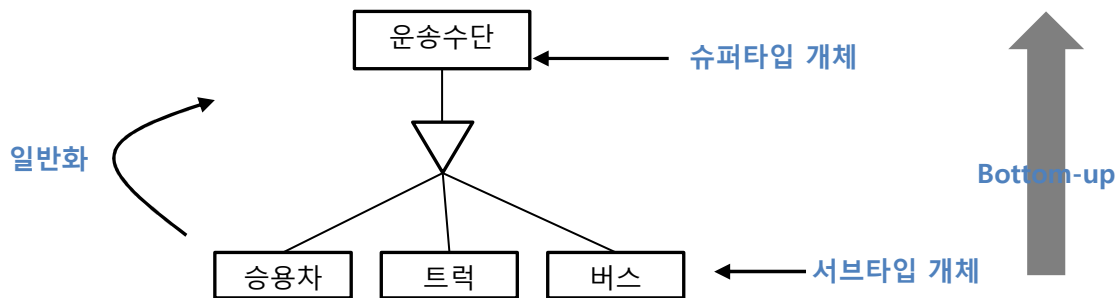 운송수단
슈퍼타입 개체
일반화
Bottom-up
승용차
트럭
버스
서브타입 개체